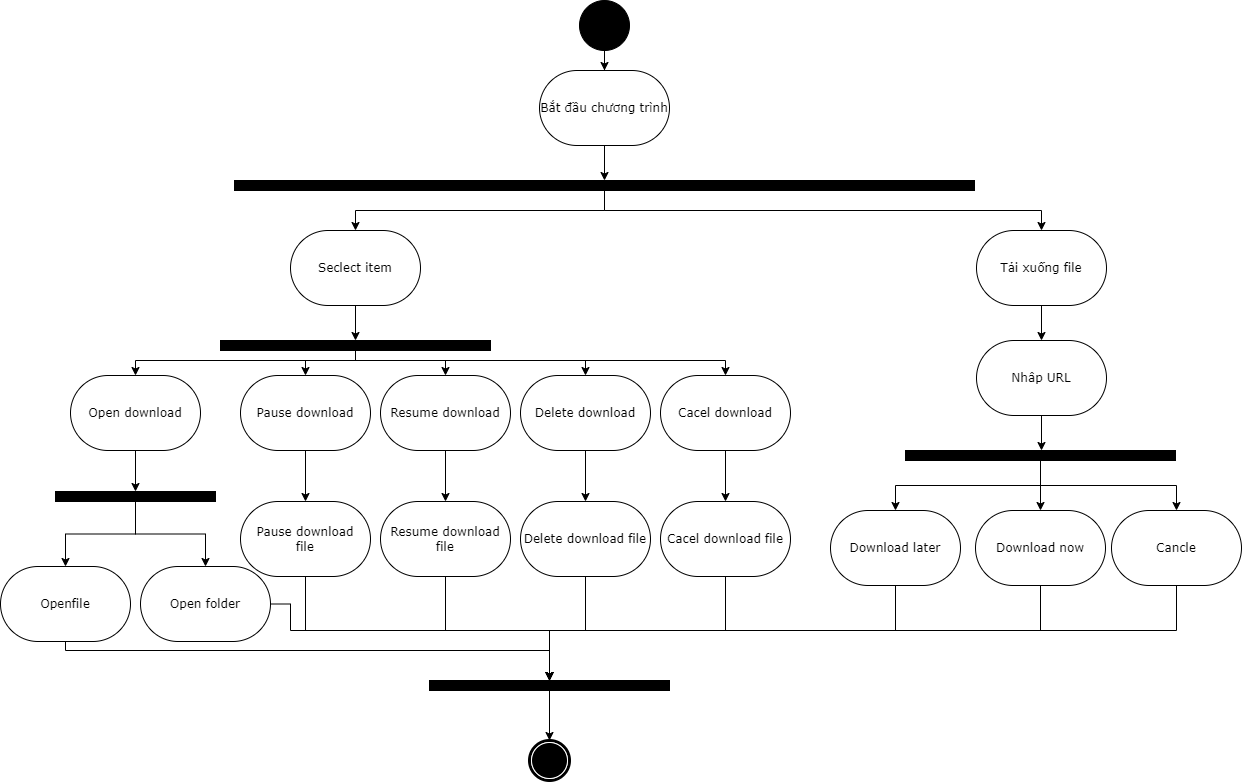 Bắt đầu chương trình
Seclect item
Tải xuống file
Open download
Pause download
Resume download
Delete download
Cacel download
Nhâp URL
Pause download
file
Resume download
file
Delete download file
Cacel download file
Download later
Download now
Cancle
Openfile
Open folder